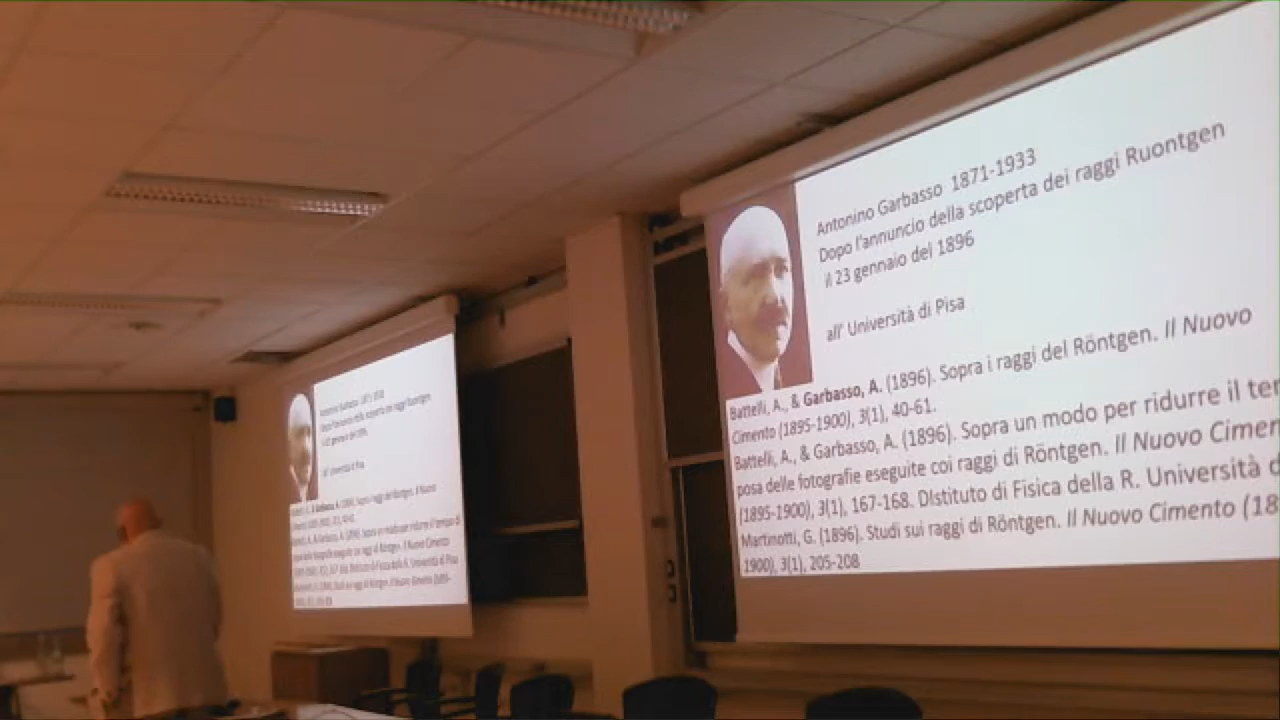 Antonino Garbasso 1871-1933
Dopo l'annuncio della scoperta dei raggi Ruontgen
il 23 gennaio del 1896
all' Università di Pisa
Battelli, A., & Garbasso, A. (1896). Sopra i raggi del Röntgen. Il Nuovo
Cimento (1895-1900), 3(1), 40-61.
Battelli, A., & Garbasso, A. (1896). Sopra un modo per ridurre il
posa delle fotografie eseguite coi raggi di Röntgen. Il Nuovo
(1895-1900), 3(1), 167-168. DIstituto di Fisica della R. Università
Martinotti, G. (1896). Studi sui raggi di Röntgen. Il Nuovo Cimento (18
1900), 3(1), 205-208